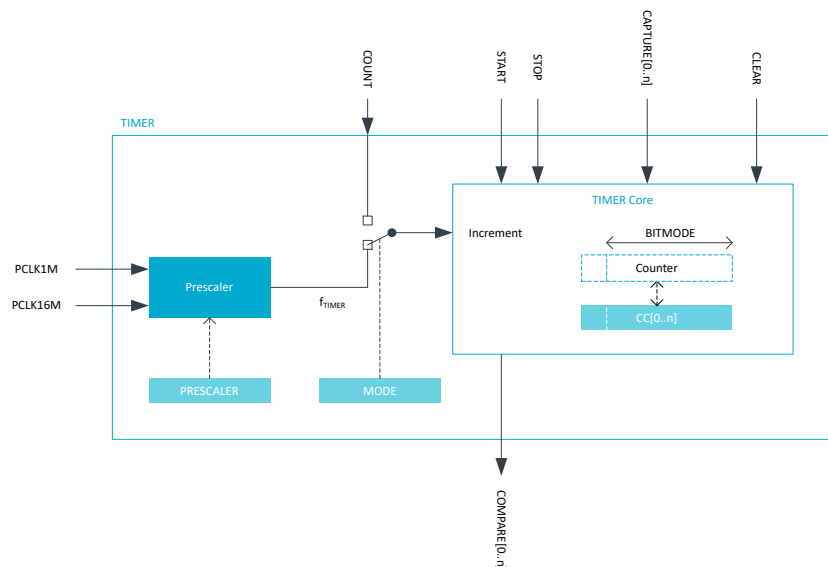 COUNT
START
STOP
CAPTURE[0..n]
CLEAR
TIMER
TIMER Core
Increment
BITMODE
Counter
CC[0..n]
PCLK1M
PCLK16M
Prescaler
fTIMER
PRESCALER
MODE
COMPARE[0..n]